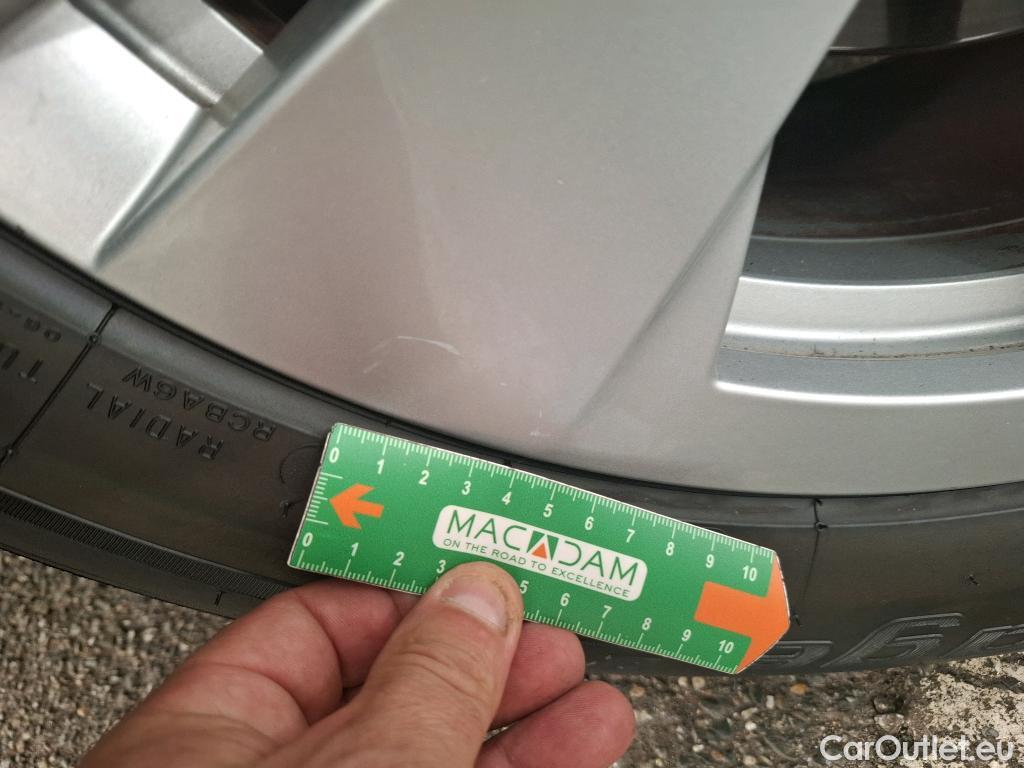 RADIAL
RCBA6W
0 1 2 3 4 5 6 7 8 9 10
MACADAM
ON THE ROAD TO EXCELLENCE
0 1 2 3 5 6 7 8 9 10
CarOutlet.eu